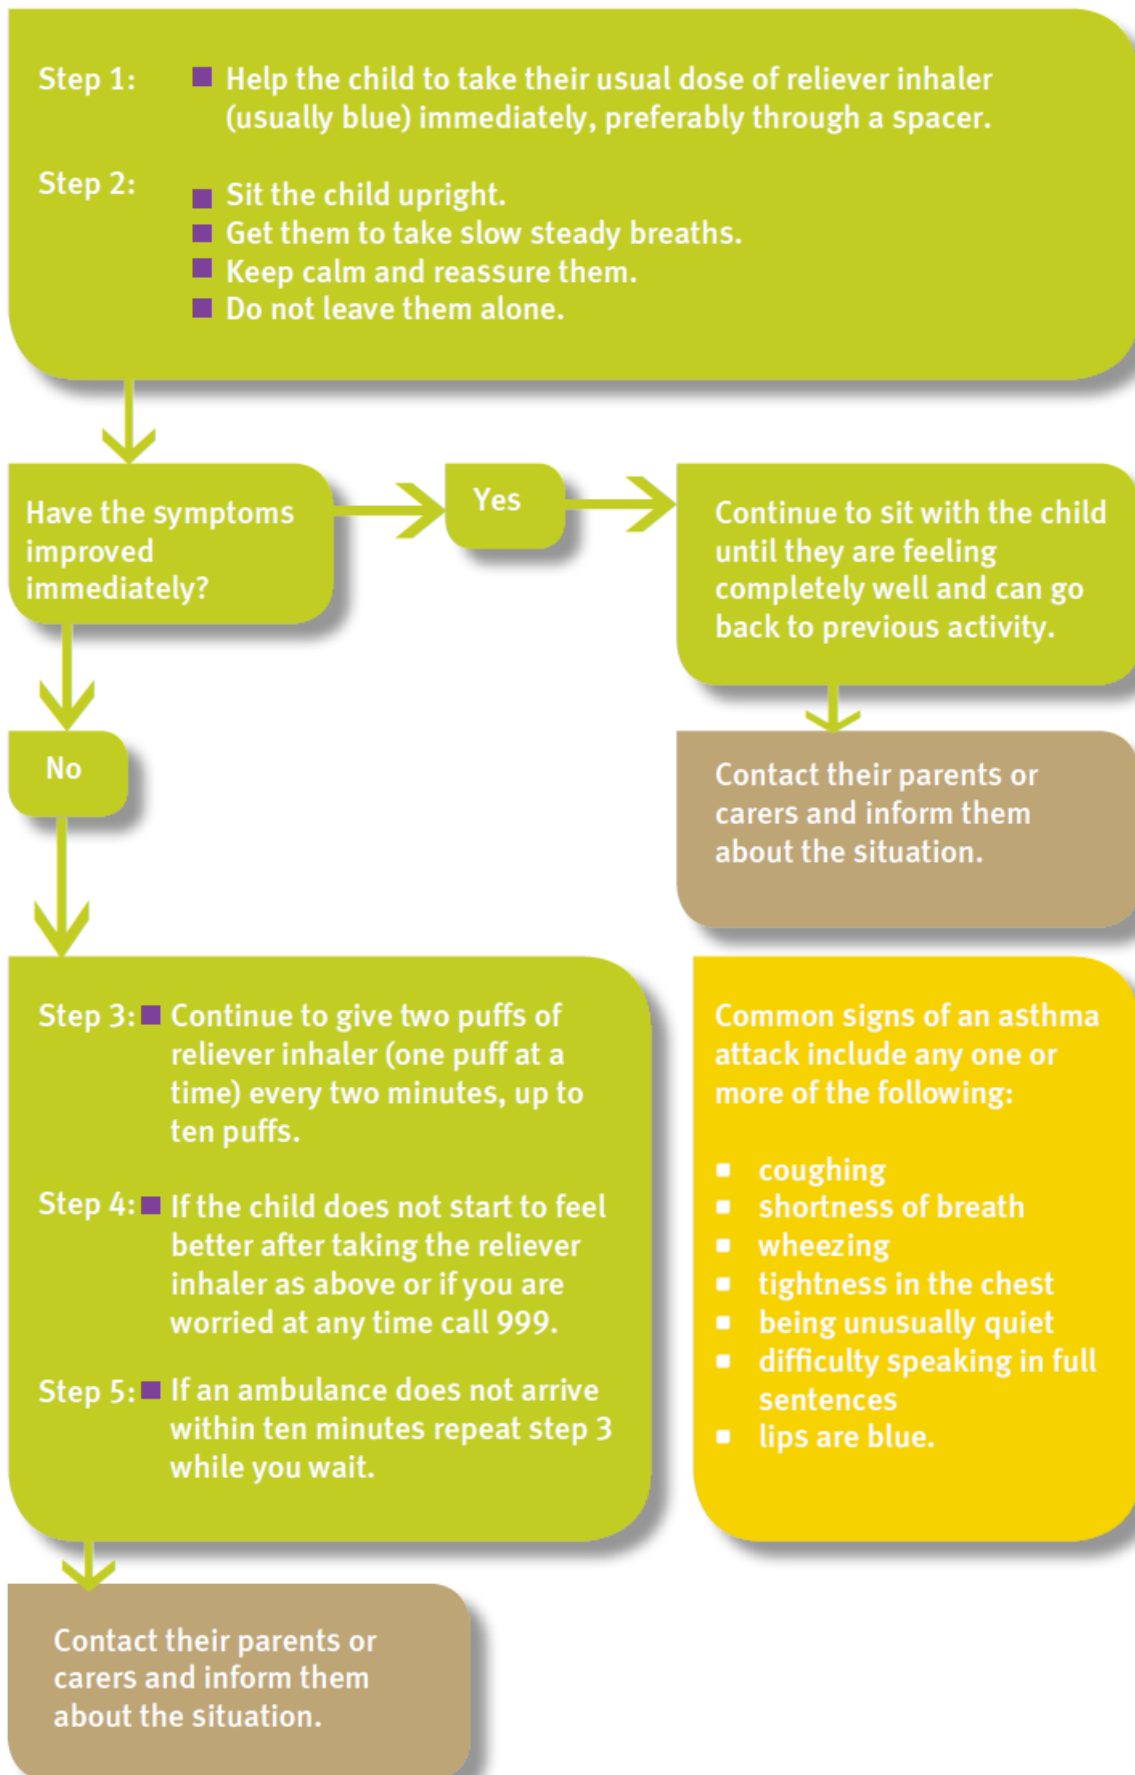 Step 1: Help the child to take their usual dose of reliever inhaler
(usually blue) immediately, preferably through a spacer.
Step 2:
Sit the child upright.
Get them to take slow steady breaths.
Keep calm and reassure them.
Do not leave them alone.
Have the symptoms
improved
immediately?
Yes
Continue to sit with the child
until they are feeling
completely well and can go
back to previous activity.
No
Contact their parents or
carers and inform them
about the situation.
Step 3: Continue to give two puffs of
reliever inhaler (one puff at a
time) every two minutes, up to
ten puffs.
Step 4: If the child does not start to feel
better after taking the reliever
inhaler as above or if you are
worried at any time call 999.
Step 5: If an ambulance does not arrive
within ten minutes repeat step 3
while you wait.
Common signs of an asthma
attack include any one or
more of the following:
coughing
shortness of breath
wheezing
tightness in the chest
being unusually quiet
difficulty speaking in full
sentences
lips are blue.
Contact their parents or
carers and inform them
about the situation.